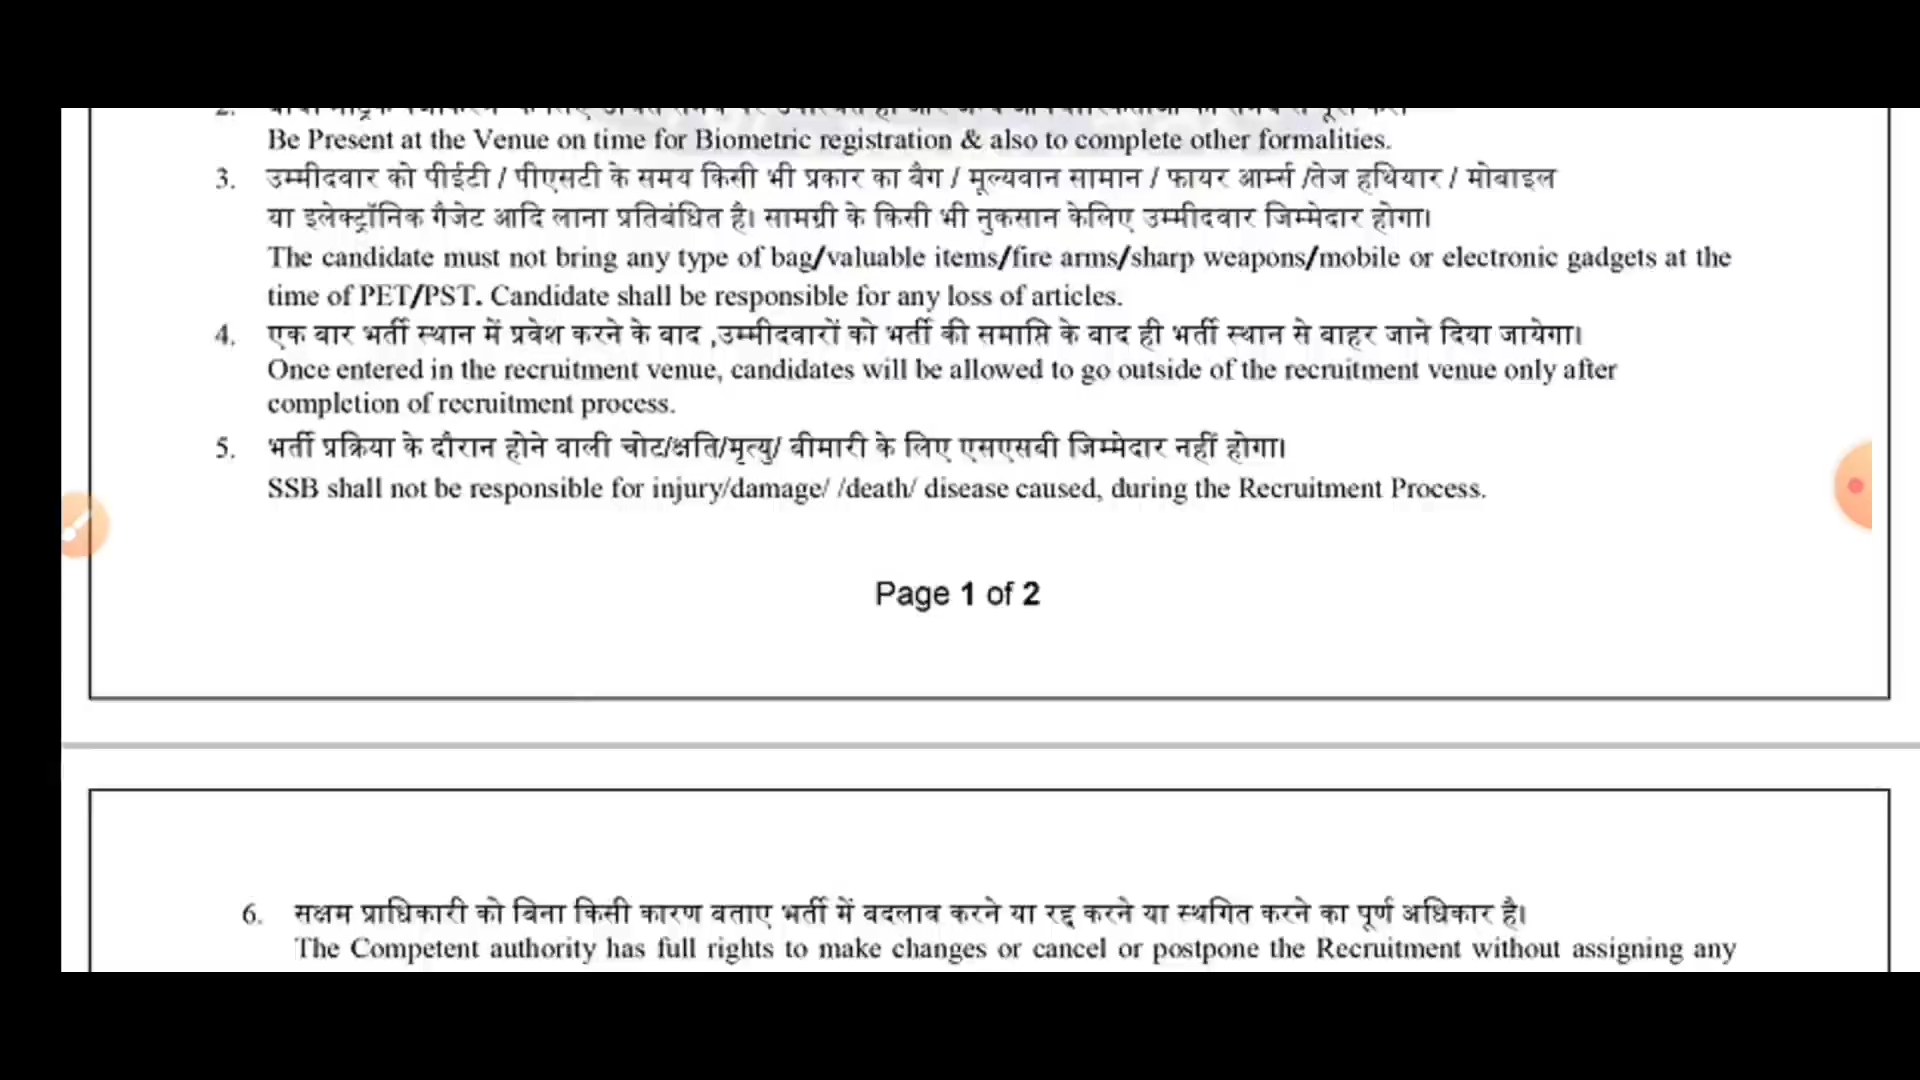 2.
Be Present at the Venue on time for Biometric registration & also to complete other formalities.
3. उम्मीदवार को पीईटी / पीएसटी के समय किसी भी प्रकार का बैग / मूल्यवान सामान / फायर आर्म्स /तेज हथियार / मोबाइल
या इलेक्ट्रॉनिक गैजेट आदि लाना प्रतिबंधित है। सामग्री के किसी भी नुकसान केलिए उम्मीदवार जिम्मेदार होगा।
The candidate must not bring any type of bag/valuable items/fire arms/sharp weapons/mobile or electronic gadgets at the
time of PET/PST. Candidate shall be responsible for any loss of articles.
4. एक बार भर्ती स्थान में प्रवेश करने के बाद ,उम्मीदवारों को भर्ती की समाप्ति के बाद ही भर्ती स्थान से बाहर जाने दिया जायेगा।
Once entered in the recruitment venue, candidates will be allowed to go outside of the recruitment venue only after
completion of recruitment process.
5. भर्ती प्रक्रिया के दौरान होने वाली चोट/क्षति/मृत्यु/ बीमारी के लिए एसएसबी जिम्मेदार नहीं होगा।
SSB shall not be responsible for injury/damage/ /death/ disease caused, during the Recruitment Process.
Page 1 of 2
6. सक्षम प्राधिकारी को बिना किसी कारण बताए भर्ती में बदलाव करने या रद्द करने या स्थगित करने का पूर्ण अधिकार है।
The Competent authority has full rights to make changes or cancel or postpone the Recruitment without assigning any